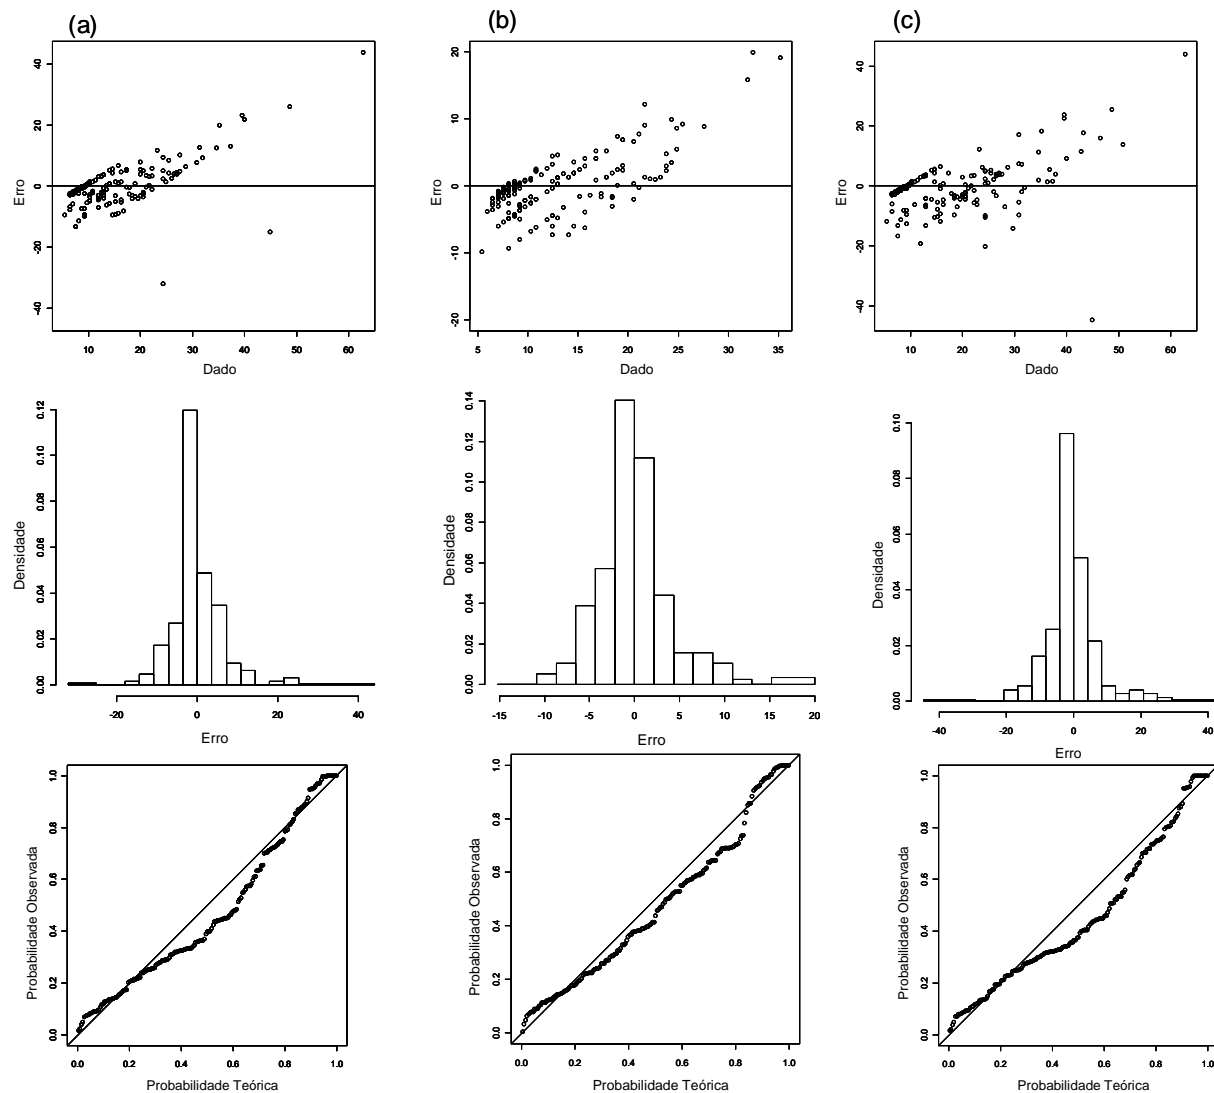 (a) (b) (c)
Erro
-40 -20 0 20 40
10 20 30 40 50 60
Dado
Erro
-20 -10 0 10 20
5 10 15 20 25 30 35
Dado
Erro
-40 -20 0 20 40
10 20 30 40 50 60
Dado
Densidade
0.00 0.02 0.04 0.06 0.08 0.10 0.12
-20 0 20 40
Erro
Densidade
0.00 0.02 0.04 0.06 0.08 0.10 0.12 0.14
-15 -10 -5 0 5 10 15 20
Erro
Densidade
0.00 0.02 0.04 0.06 0.08 0.10
-40 -20 0 20 40
Erro
Probabilidade Observada
0.0 0.2 0.4 0.6 0.8 1.0
0.0 0.2 0.4 0.6 0.8 1.0
Probabilidade Teórica
Probabilidade Observada
0.0 0.2 0.4 0.6 0.8 1.0
0.0 0.2 0.4 0.6 0.8 1.0
Probabilidade Teórica
Probabilidade Observada
0.0 0.2 0.4 0.6 0.8 1.0
0.0 0.2 0.4 0.6 0.8 1.0
Probabilidade Teórica